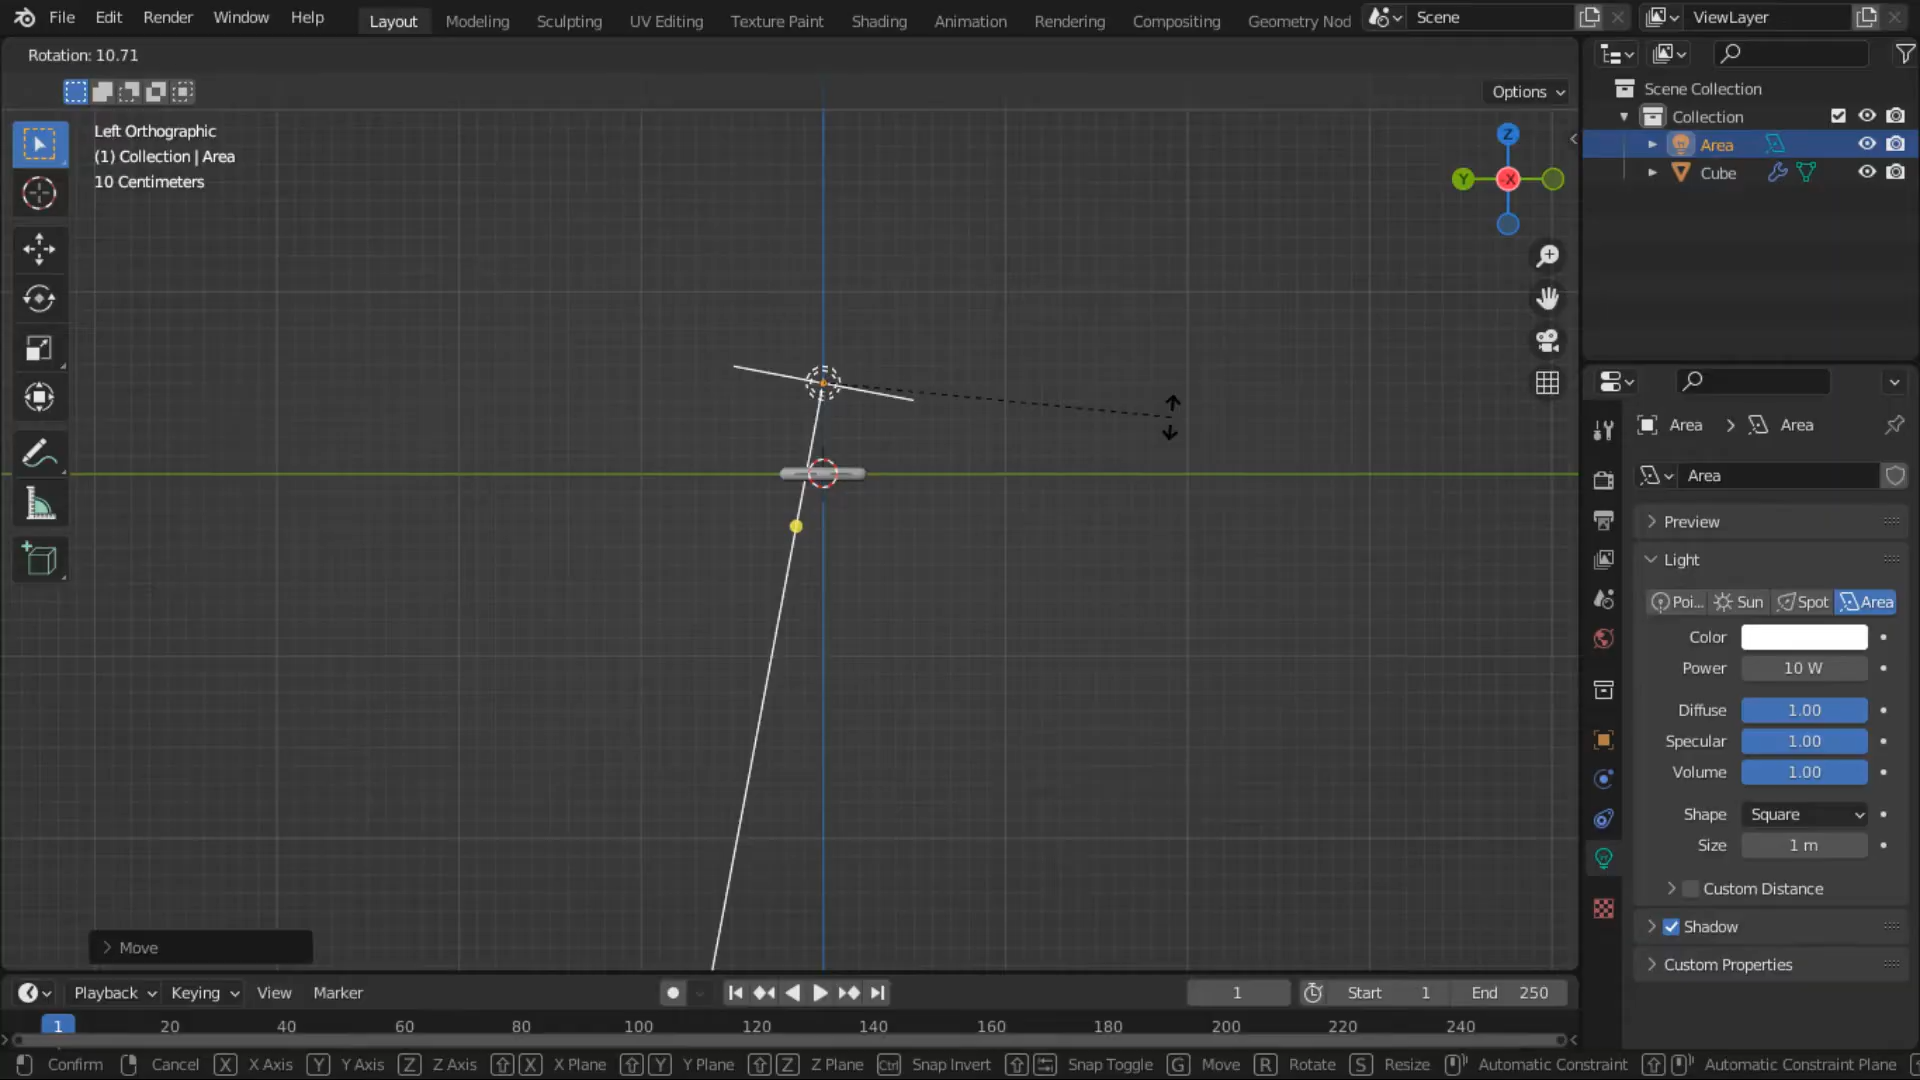 File Edit Render Window Help Layout Modeling Sculpting UV Editing Texture Paint Shading Animation Rendering Compositing Geometry Nod Scene ViewLayer
Rotation: 10.71
Options
Left Orthographic
(1) Collection | Area
10 Centimeters
Z
Y
X
Move
Scene Collection
Collection
Area
Cube
Area > Area
Area
Preview
Light
Poi... Sun Spot Area
Color
Power 10 W
Diffuse 1.00
Specular 1.00
Volume 1.00
Shape Square
Size 1 m
Custom Distance
Shadow
Custom Properties
Playback Keying View Marker 1 Start 1 End 250
1 20 40 60 80 100 120 140 160 180 200 220 240
Confirm Cancel X X Axis Y Y Axis Z Z Axis X X Plane Y Y Plane Z Z Plane Ctrl Snap Invert Snap Toggle G Move R Rotate S Resize Automatic Constraint Automatic Constraint Plane